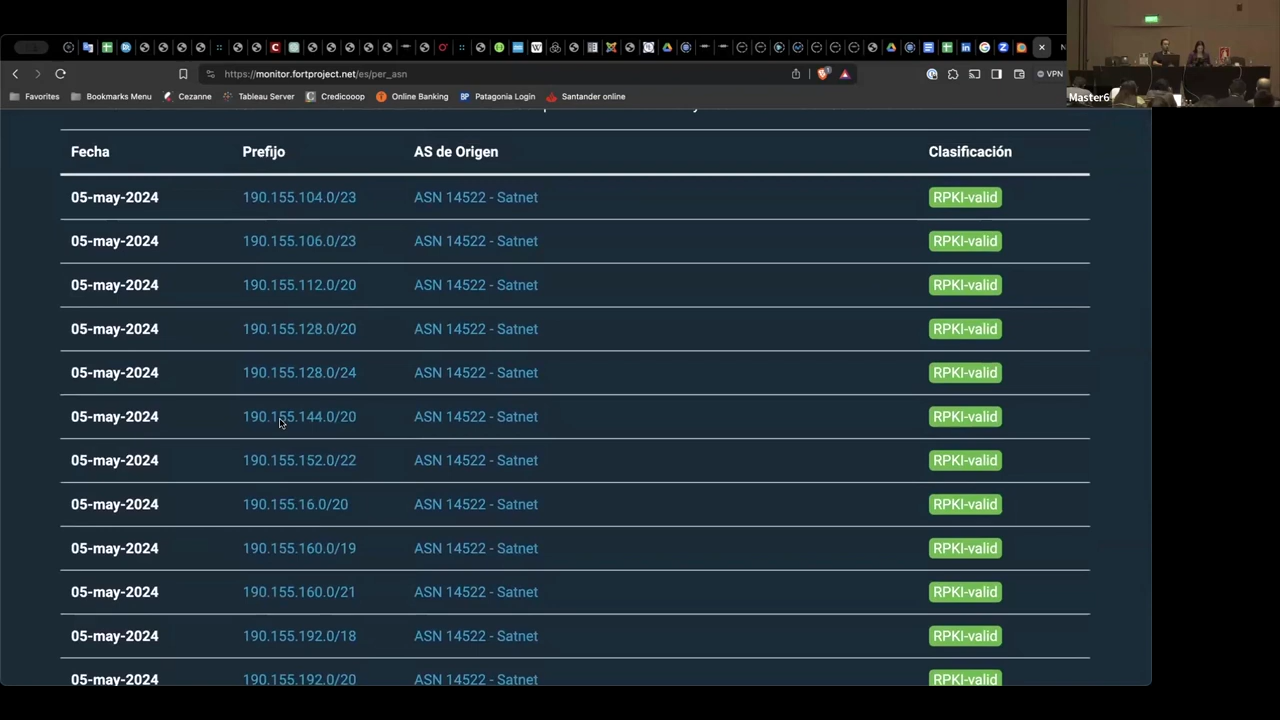 https://monitor.fortproject.net/es/per_asn
VPN
Favorites
Bookmarks Menu
Cezanne
Tableau Server
Credicooop
Online Banking
Patagonia Login
Santander online
Master6
Fecha Prefijo AS de Origen Clasificación
05-may-2024 190.155.104.0/23 ASN 14522 - Satnet RPKI-valid
05-may-2024 190.155.106.0/23 ASN 14522 - Satnet RPKI-valid
05-may-2024 190.155.112.0/20 ASN 14522 - Satnet RPKI-valid
05-may-2024 190.155.128.0/20 ASN 14522 - Satnet RPKI-valid
05-may-2024 190.155.128.0/24 ASN 14522 - Satnet RPKI-valid
05-may-2024 190.155.144.0/20 ASN 14522 - Satnet RPKI-valid
05-may-2024 190.155.152.0/22 ASN 14522 - Satnet RPKI-valid
05-may-2024 190.155.16.0/20 ASN 14522 - Satnet RPKI-valid
05-may-2024 190.155.160.0/19 ASN 14522 - Satnet RPKI-valid
05-may-2024 190.155.160.0/21 ASN 14522 - Satnet RPKI-valid
05-may-2024 190.155.192.0/18 ASN 14522 - Satnet RPKI-valid
05-may-2024 190.155.192.0/20 ASN 14522 - Satnet RPKI-valid